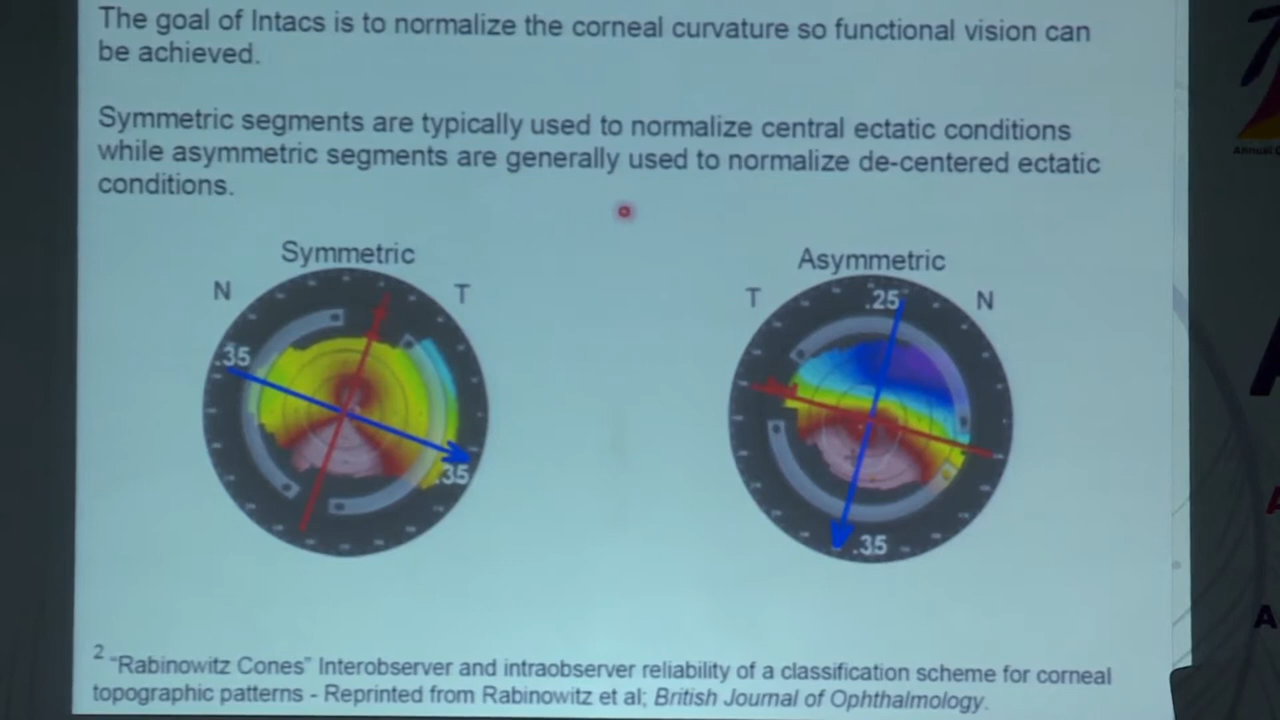 The goal of Intacs is to normalize the corneal curvature so functional vision can
be achieved.
Symmetric segments are typically used to normalize central ectatic conditions
while asymmetric segments are generally used to normalize de-centered ectatic
conditions.
Symmetric
N
T
.35
.35
Asymmetric
T
.25
N
.35
2 "Rabinowitz Cones" Interobserver and intraobserver reliability of a classification scheme for corneal
topographic patterns - Reprinted from Rabinowitz et al; British Journal of Ophthalmology.
Annual